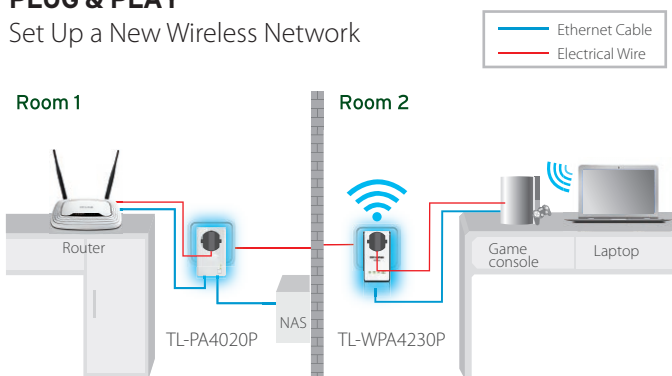 PLUG & PLAY
Set Up a New Wireless Network
Ethernet Cable
Electrical Wire
Room 1
Room 2
Router
TL-PA4020P
NAS
TL-WPA4230P
Game
console
Laptop